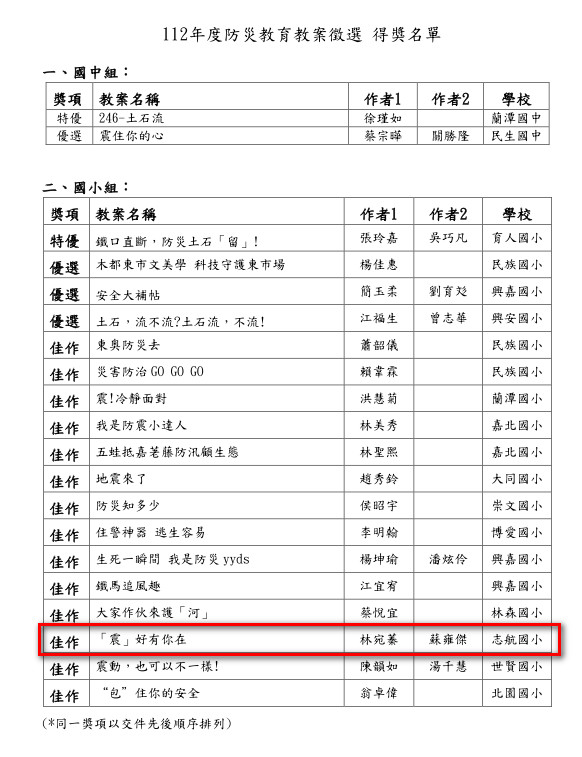 112年度防災教育教案徵選 得獎名單
一、國中組：
獎項 教案名稱 作者1 作者2 學校
特優 246-土石流 徐瑾如 蘭潭國中
優選 震住你的心 蔡宗曄 關勝隆 民生國中
二、國小組：
獎項 教案名稱 作者1 作者2 學校
特優 鐵口直斷，防災土石「留」! 張玲嘉 吳巧凡 育人國小
優選 木都東市文美學 科技守護東市場 楊佳惠 民族國小
優選 安全大補帖 簡玉柔 劉育彣 興嘉國小
優選 土石，流不流?土石流，不流! 江福生 曾志華 興安國小
佳作 東奧防災去 蕭韶儀 民族國小
佳作 災害防治 GO GO GO 賴韋霖 民族國小
佳作 震!冷靜面對 洪慧菊 蘭潭國小
佳作 我是防震小達人 林美秀 嘉北國小
佳作 五蛙抵嘉荖藤防汛顧生態 林聖熙 嘉北國小
佳作 地震來了 趙秀鈴 大同國小
佳作 防災知多少 侯昭宇 崇文國小
佳作 住警神器 逃生容易 李明翰 博愛國小
佳作 生死一瞬間 我是防災 yyds 楊坤瑜 潘炫伶 興嘉國小
佳作 鐵馬追風趣 江宜宥 興嘉國小
佳作 大家作伙來護「河」 蔡悅宜 林森國小
佳作 「震」好有你在 林宛蓁 蘇雍傑 志航國小
佳作 震動，也可以不一樣! 陳韻如 湯千慧 世賢國小
佳作 “包”住你的安全 翁卓偉 北園國小
(*同一獎項以交件先後順序排列)